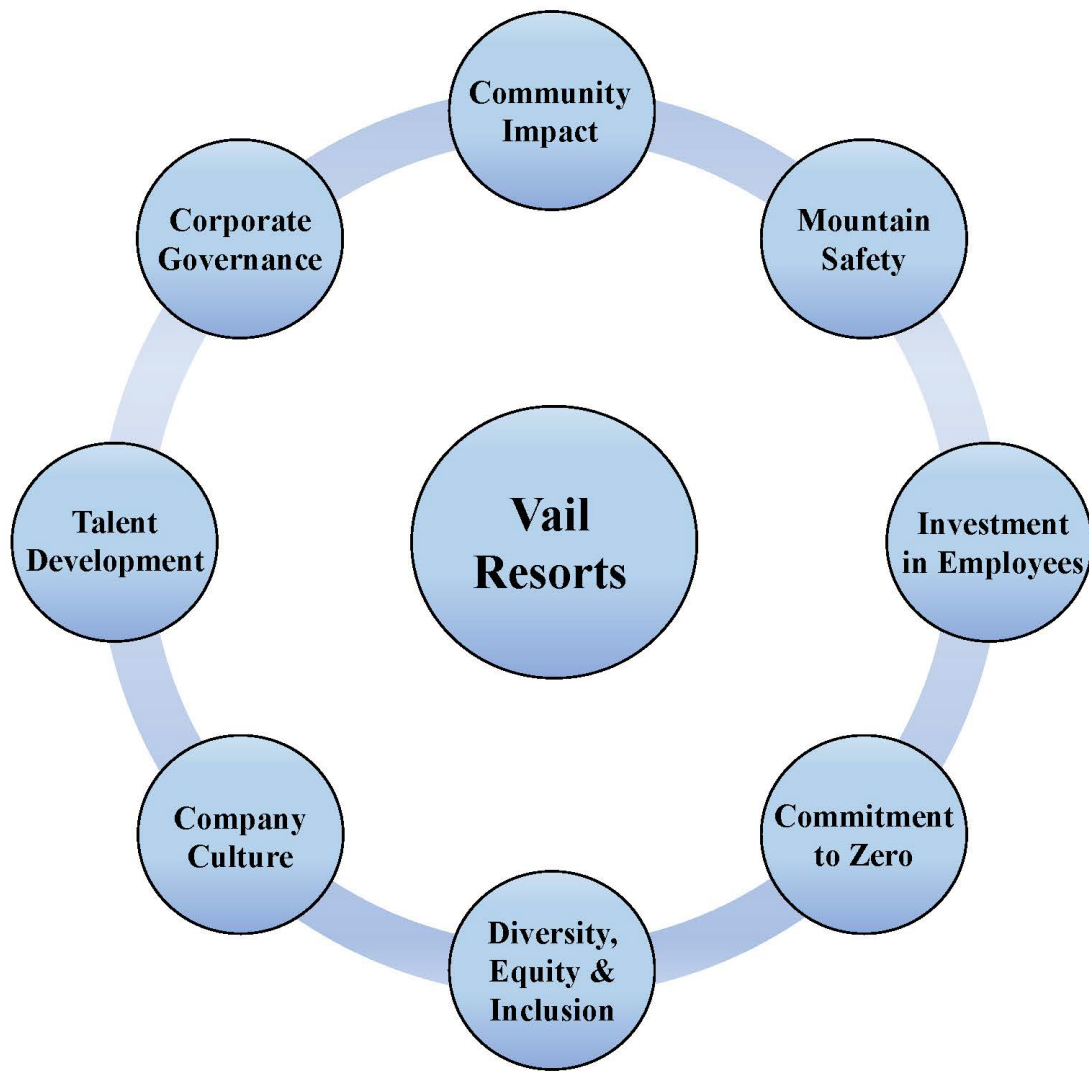 Community
Impact
Mountain
Safety
Investment
in Employees
Commitment
to Zero
Diversity,
Equity &
Inclusion
Company
Culture
Talent
Development
Corporate
Governance
Vail
Resorts